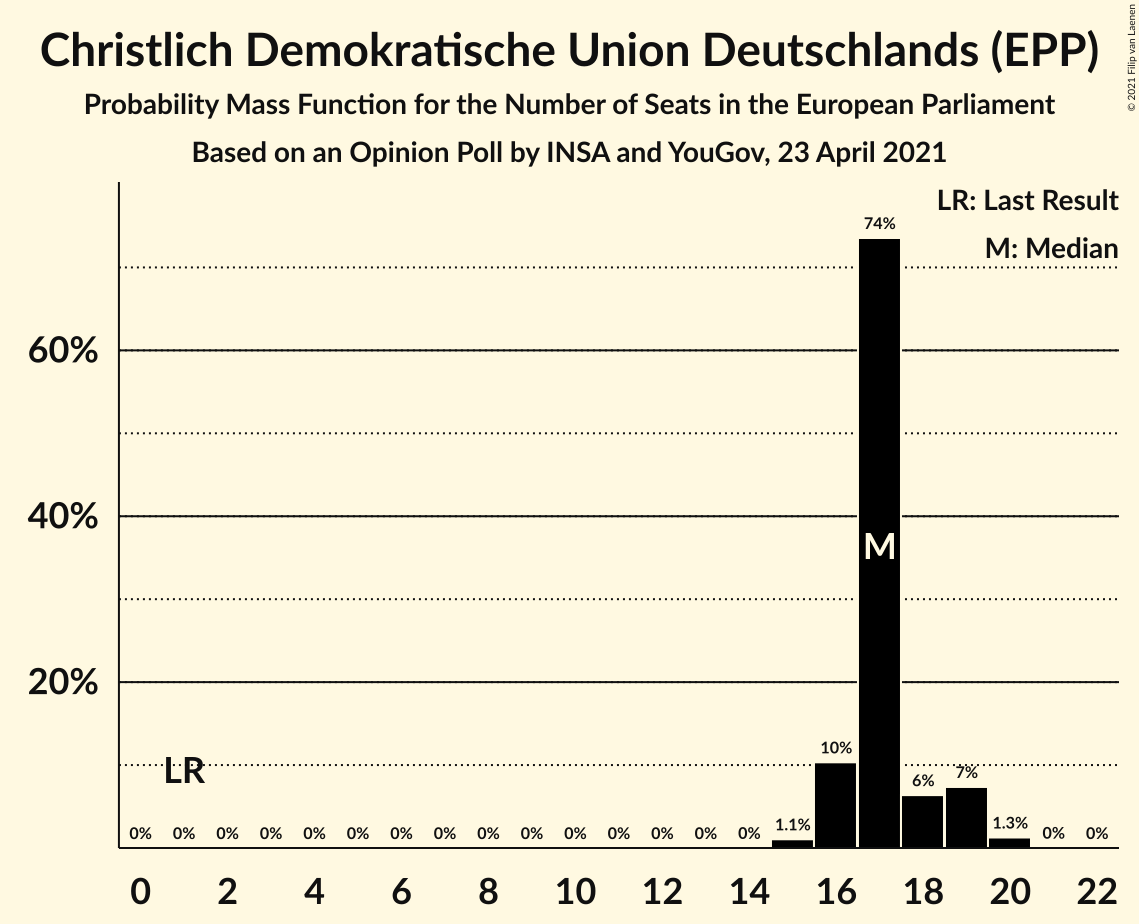 Christlich Demokratische Union Deutschlands (EPP)
Probability Mass Function for the Number of Seats in the European Parliament
Based on an Opinion Poll by INSA and YouGov, 23 April 2021
© 2021 Filip van Laenen
LR: Last Result
M: Median
60%
40%
20%
74%
M
LR
0% 0% 0% 0% 0% 0% 0% 0% 0% 0% 0% 0% 0% 0% 0% 1.1% 10% 6% 7% 1.3% 0% 0%
0 2 4 6 8 10 12 14 16 18 20 22